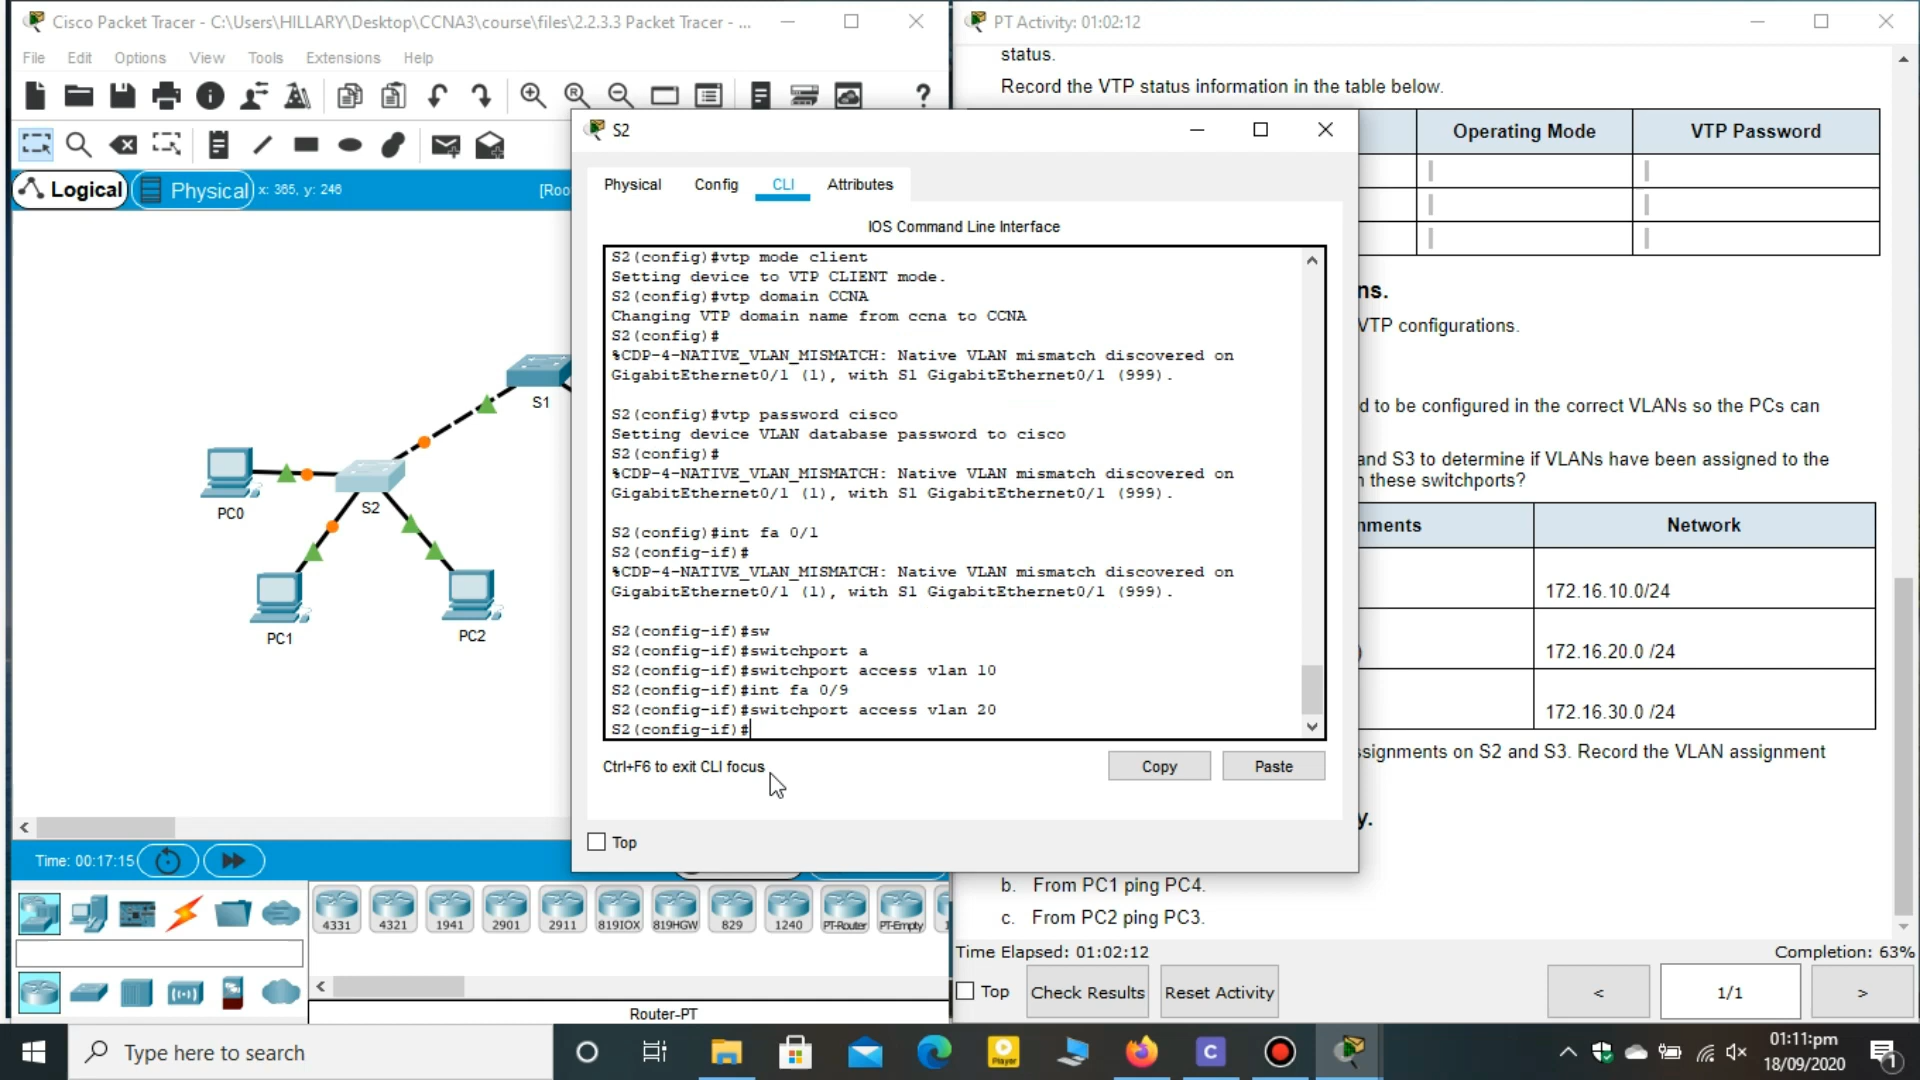 Cisco Packet Tracer - C:\Users\HILLARY\Desktop\CCNA3\course\files\2.2.3.3 Packet Tracer - ...
File Edit Options View Tools Extensions Help
Logical Physical x: 365, y: 246 [Roo
S1
PC0
S2
PC1
PC2
Time: 00:17:15
4331 4321 1941 2901 2911 819IOX 819HGW 829 1240 PT-Router PT-Empty
Router-PT
S2
Physical Config CLI Attributes
IOS Command Line Interface
S2(config)#vtp mode client
Setting device to VTP CLIENT mode.
S2(config)#vtp domain CCNA
Changing VTP domain name from ccna to CCNA
S2(config)#
%CDP-4-NATIVE_VLAN_MISMATCH: Native VLAN mismatch discovered on
GigabitEthernet0/1 (1), with S1 GigabitEthernet0/1 (999).
S2(config)#vtp password cisco
Setting device VLAN database password to cisco
S2(config)#
%CDP-4-NATIVE_VLAN_MISMATCH: Native VLAN mismatch discovered on
GigabitEthernet0/1 (1), with S1 GigabitEthernet0/1 (999).
S2(config)#int fa 0/1
S2(config-if)#
%CDP-4-NATIVE_VLAN_MISMATCH: Native VLAN mismatch discovered on
GigabitEthernet0/1 (1), with S1 GigabitEthernet0/1 (999).
S2(config-if)#sw
S2(config-if)#switchport a
S2(config-if)#switchport access vlan 10
S2(config-if)#int fa 0/9
S2(config-if)#switchport access vlan 20
S2(config-if)#
Ctrl+F6 to exit CLI focus
Copy Paste
Top
PT Activity: 01:02:12
status.
Record the VTP status information in the table below.
Operating Mode VTP Password
ns.
VTP configurations.
d to be configured in the correct VLANs so the PCs can
and S3 to determine if VLANs have been assigned to the
n these switchports?
nments Network
172.16.10.0/24
) 172.16.20.0 /24
172.16.30.0 /24
ssignments on S2 and S3. Record the VLAN assignment
y.
b. From PC1 ping PC4.
c. From PC2 ping PC3.
Time Elapsed: 01:02:12 Completion: 63%
Top Check Results Reset Activity < 1/1 >
Type here to search
Player
C
01:11:pm
18/09/2020
1